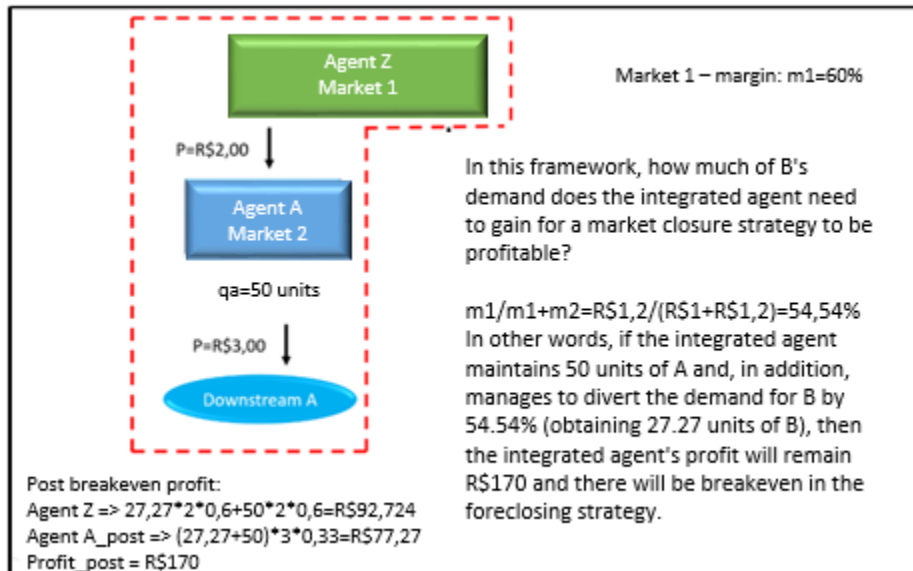 Agent Z
Market 1
Market 1 – margin: m1=60%
P=R$2,00
Agent A
Market 2
qa=50 units
P=R$3,00
Downstream A
In this framework, how much of B's
demand does the integrated agent need
to gain for a market closure strategy to be
profitable?
m1/m1+m2=R$1,2/(R$1+R$1,2)=54,54%
In other words, if the integrated agent
maintains 50 units of A and, in addition,
manages to divert the demand for B by
54.54% (obtaining 27.27 units of B), then
the integrated agent's profit will remain
R$170 and there will be breakeven in the
foreclosing strategy.
Post breakeven profit:
Agent Z => 27,27*2*0,6+50*2*0,6=R$92,724
Agent A_post => (27,27+50)*3*0,33=R$77,27
Profit_post = R$170